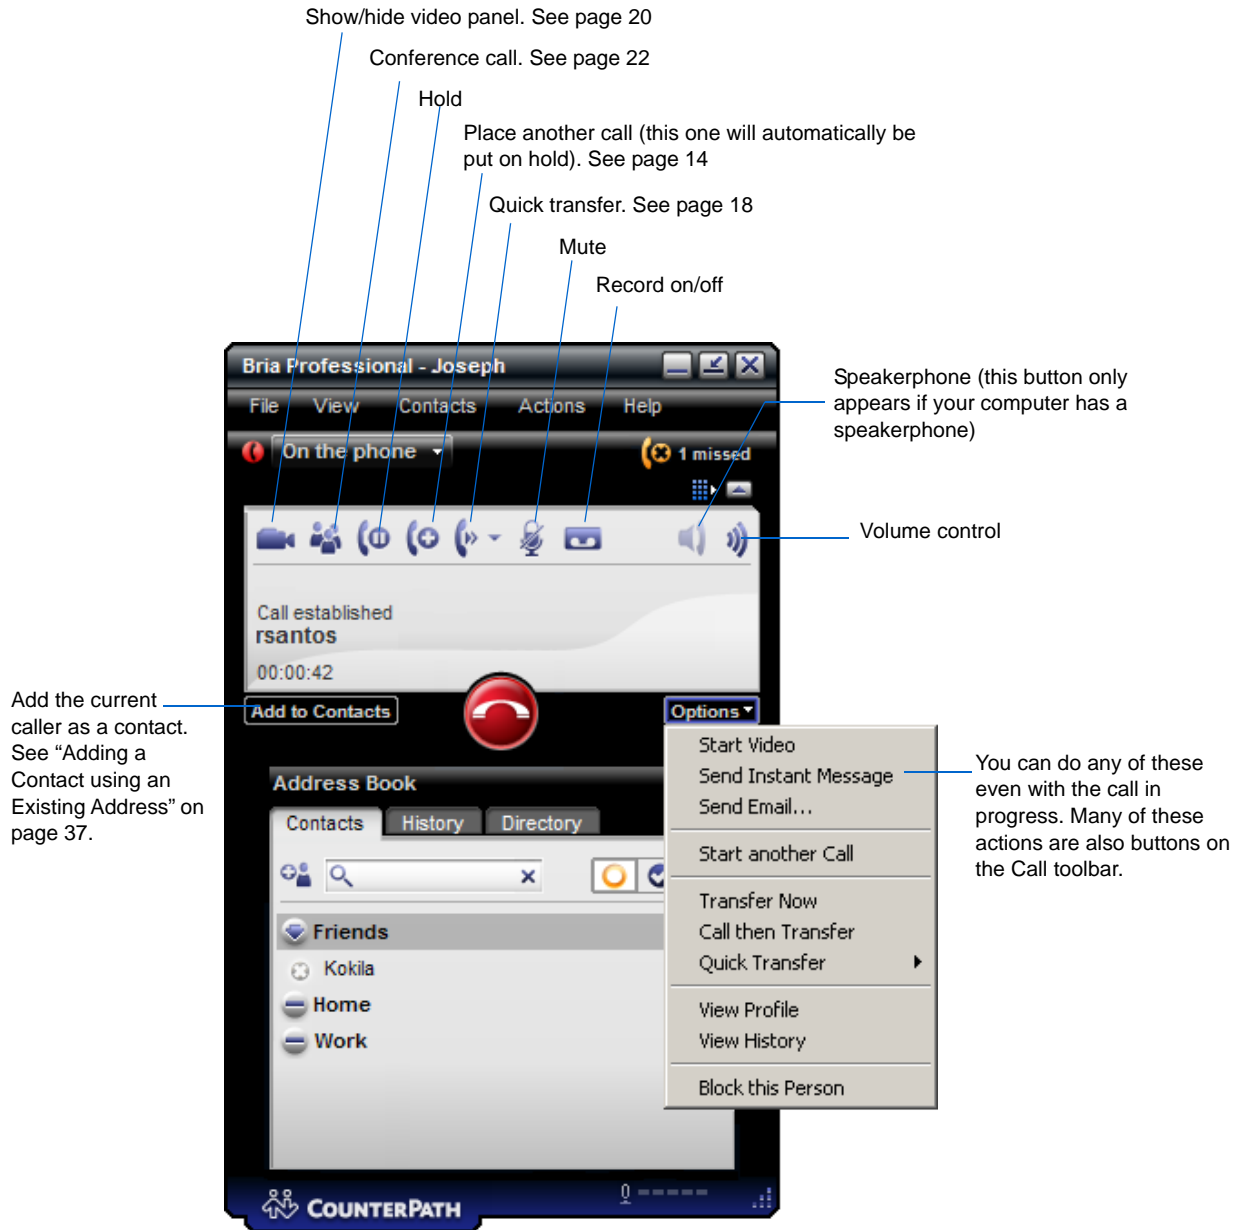 Show/hide video panel. See page 20
Conference call. See page 22
Hold
Place another call (this one will automatically be
put on hold). See page 14
Quick transfer. See page 18
Mute
Record on/off
Bria Professional - Joseph
File View Contacts Actions Help
On the phone
1 missed
Speakerphone (this button only
appears if your computer has a
speakerphone)
Volume control
Call established
rsantos
00:00:42
Add the current
caller as a contact.
See “Adding a
Contact using an
Existing Address” on
page 37.
Add to Contacts
Options
Start Video
Send Instant Message
Send Email...
Start another Call
Transfer Now
Call then Transfer
Quick Transfer
View Profile
View History
Block this Person
You can do any of these
even with the call in
progress. Many of these
actions are also buttons on
the Call toolbar.
Address Book
Contacts History Directory
Friends
Kokila
Home
Work
COUNTERPATH